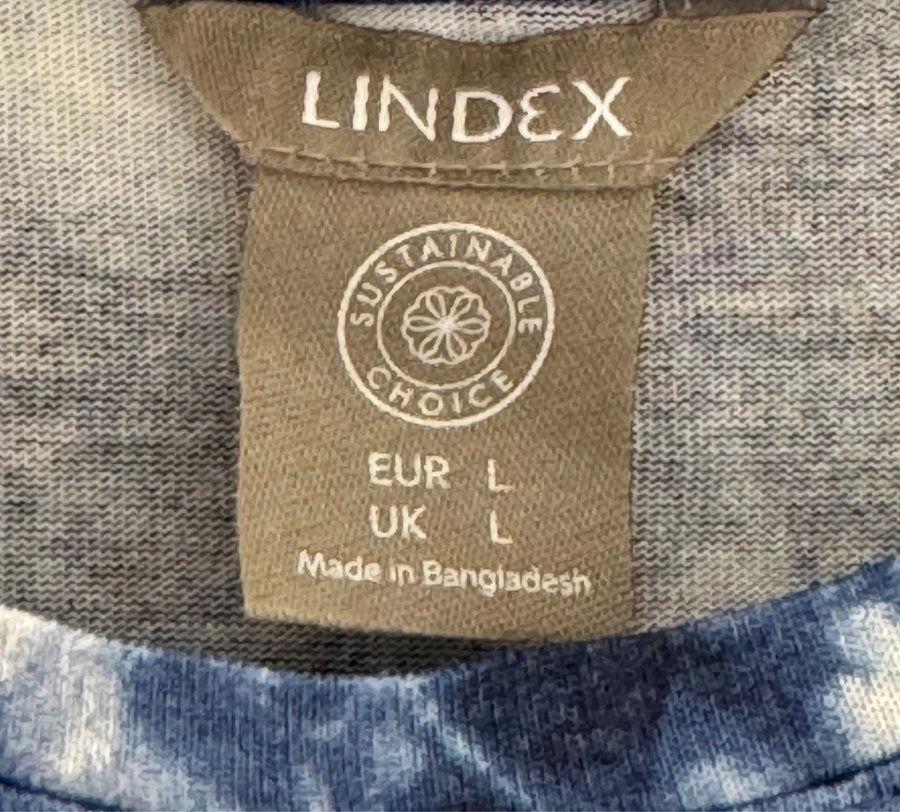 LINDEX
SUSTAINABLE
CHOICE
EUR L
UK L
Made in Bangladesh